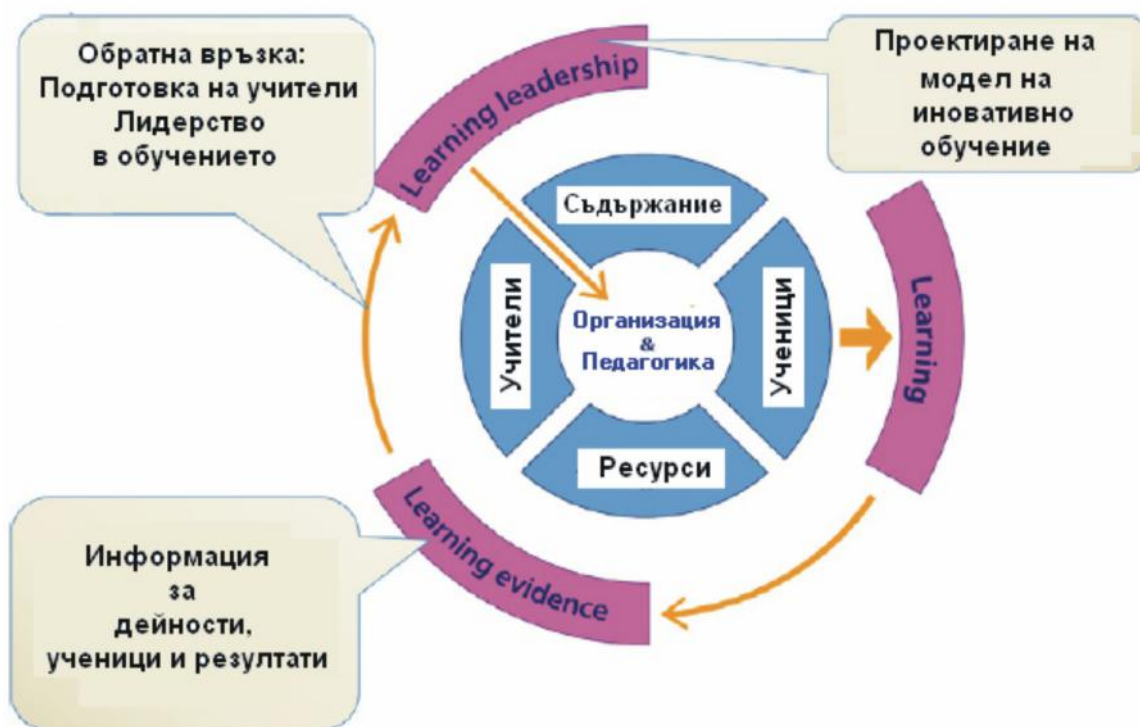 Обратна връзка:
Подготовка на учители
Лидерство
в обучението
Learning leadership
Проектиране на
модел на
иновативно
обучение
Съдържание
Учители
Организация
&
Педагогика
Ученици
Ресурси
Learning
Learning evidence
Информация
за
дейности,
ученици и резултати